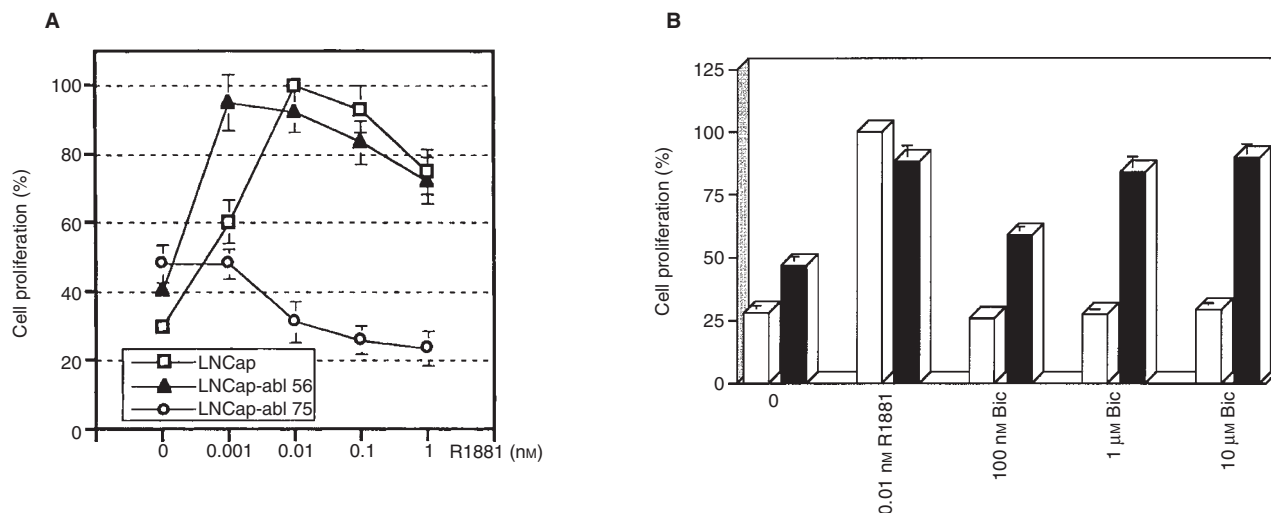 A
100
80
60
40
20
0
Cell proliferation (%)
LNCap
LNCap-abl 56
LNCap-abl 75
0 0.001 0.01 0.1 1 R1881 (nM)
B
125
100
75
50
25
0
Cell proliferation (%)
0
0.01 nM R1881
100 nM Bic
1 μM Bic
10 μM Bic